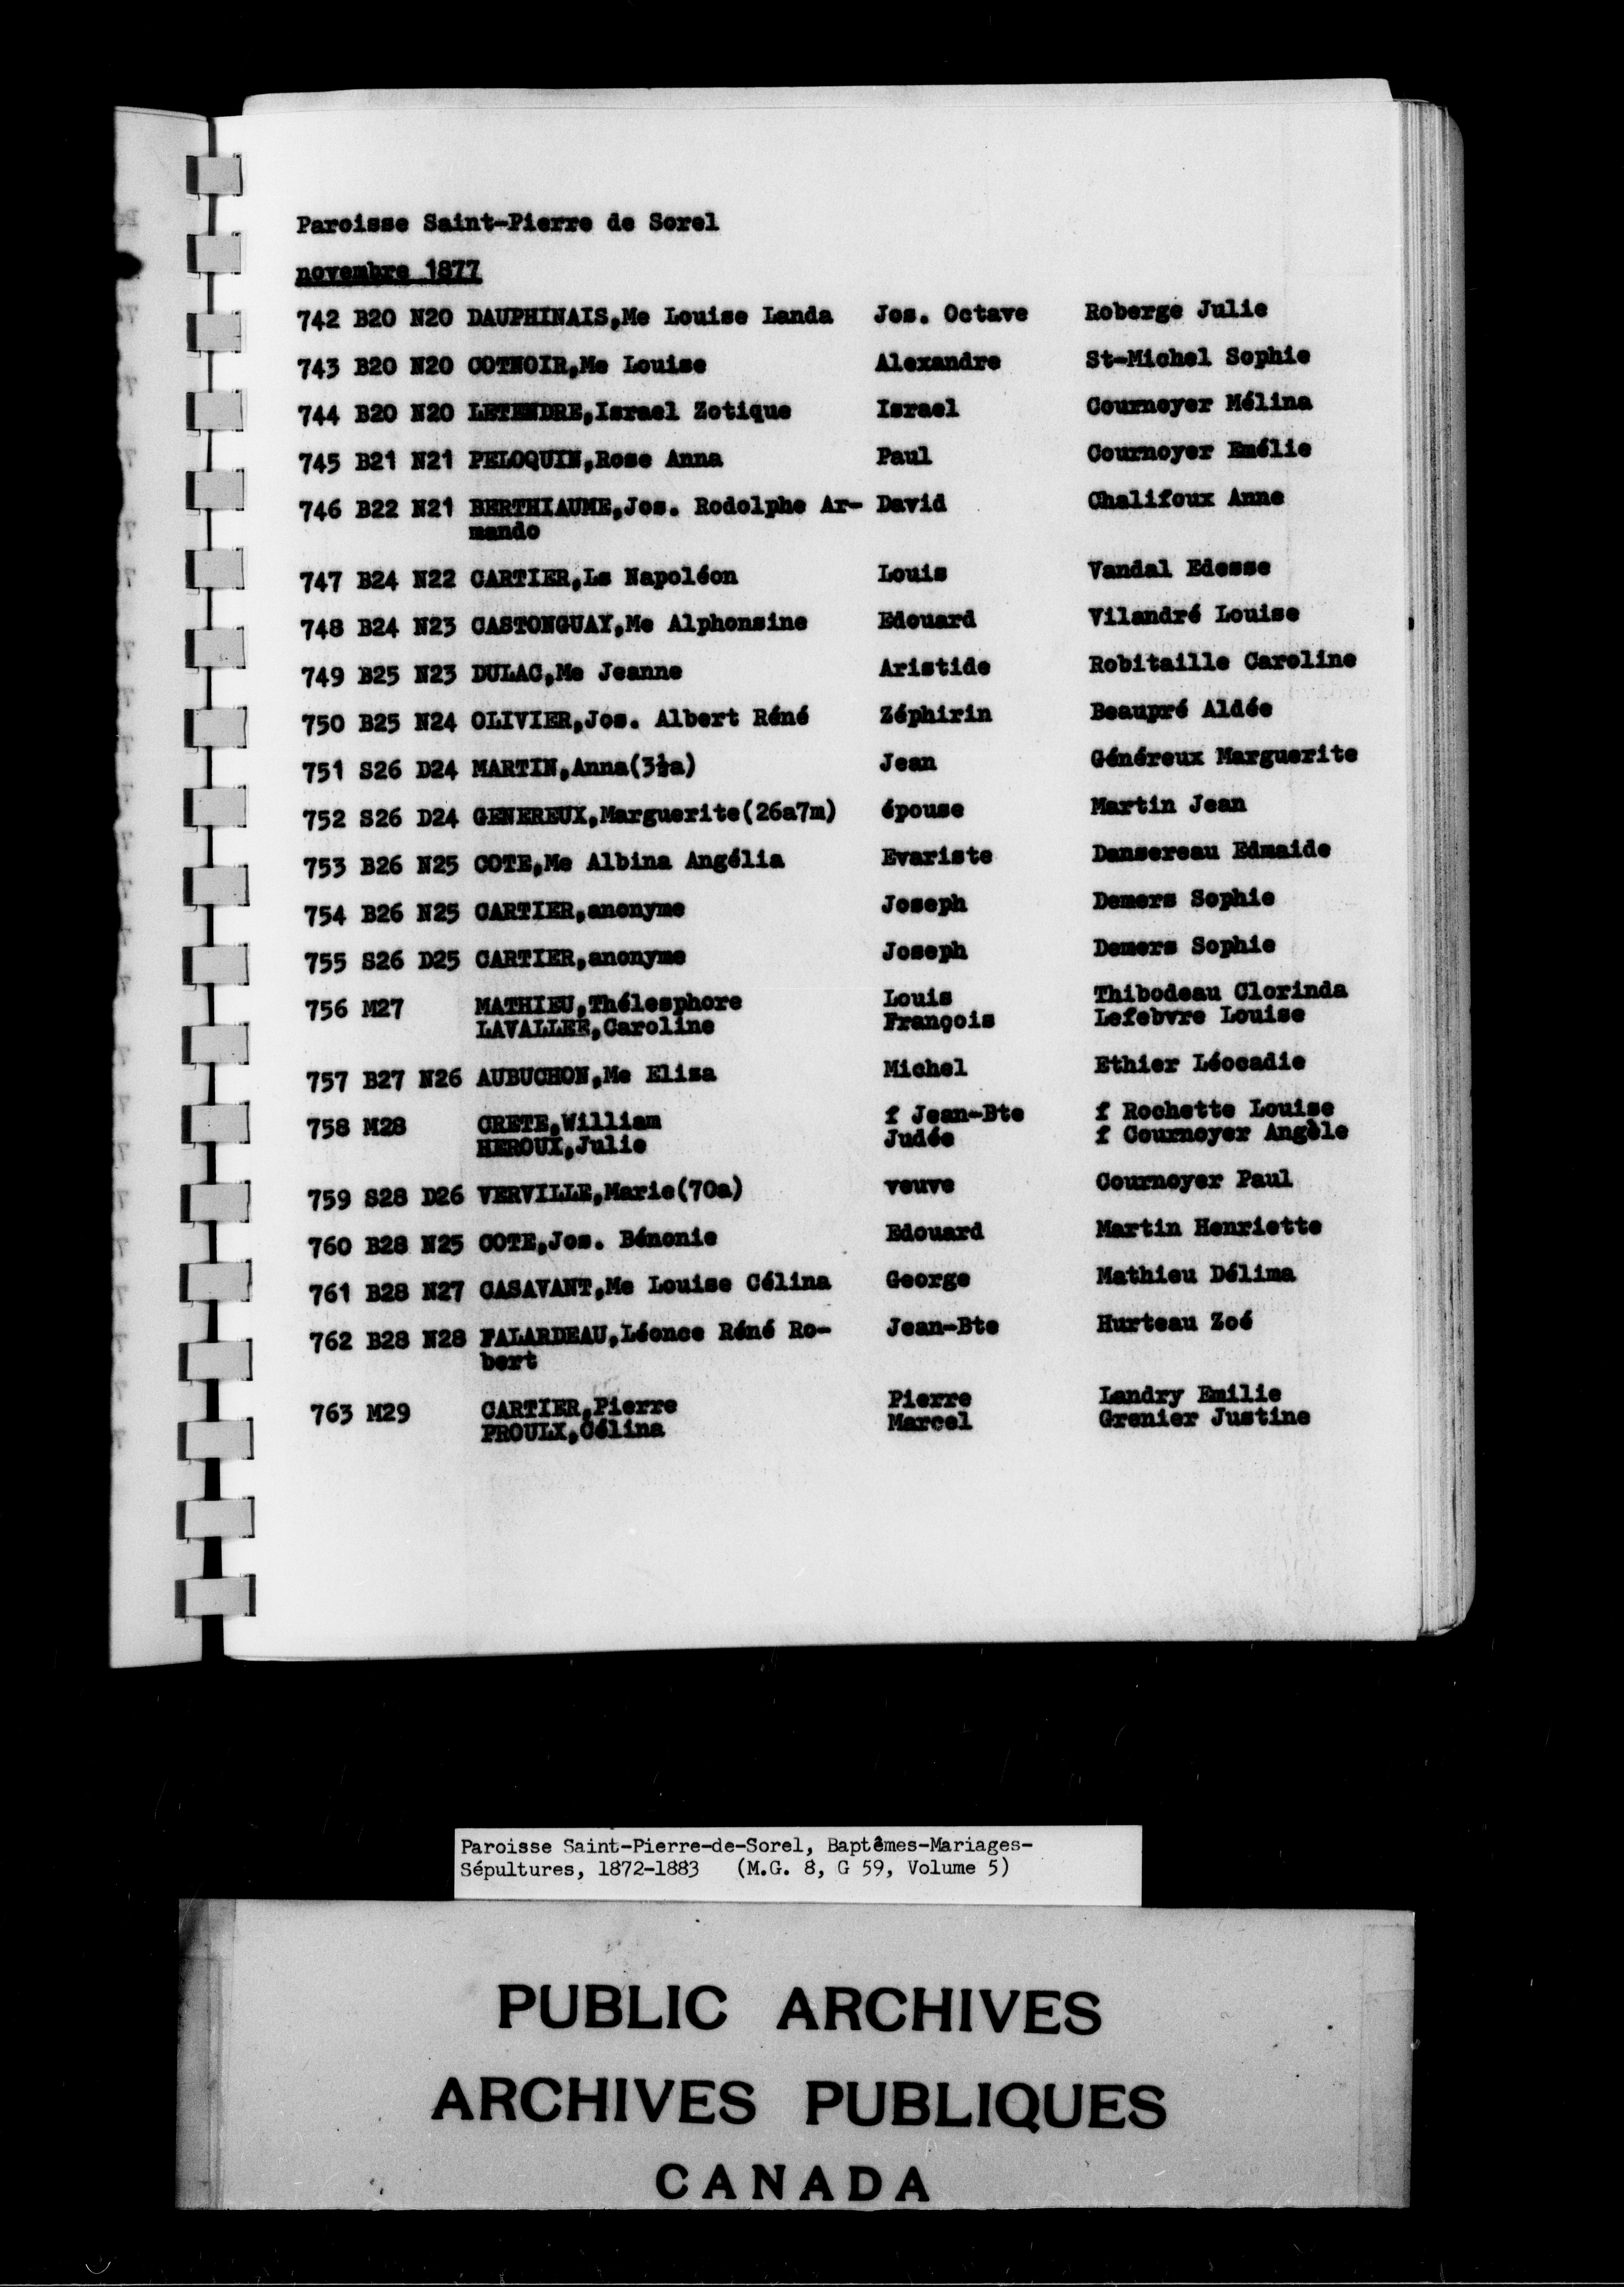 Paroisse Saint-Pierre de Sorel
novembre 1877
742 B20 N20 DAUPHINAIS,Me Louise Landa Jos. Octave Roberge Julie
743 B20 N20 COTNOIR,Me Louise Alexandre St-Michel Sophie
744 B20 N20 LETENDRE,Israel Zotique Israel Cournoyer Mélina
745 B21 N21 PELOQUIN,Rose Anna Paul Cournoyer Emélie
746 B22 N21 BERTHIAUME,Jos. Rodolphe Ar- David Chalifoux Anne
mando
747 B24 N22 CARTIER,Ls Napoléon Louis Vandal Edesse
748 B24 N23 CASTONGUAY,Me Alphonsine Edouard Vilandré Louise
749 B25 N23 DULAC,Me Jeanne Aristide Robitaille Caroline
750 B25 N24 OLIVIER,Jos. Albert Réné Zéphirin Beaupré Aldée
751 S26 D24 MARTIN,Anna(3½a) Jean Généreux Marguerite
752 S26 D24 GENEREUX,Marguerite(26a7m) épouse Martin Jean
753 B26 N25 COTE,Me Albina Angélia Evariste Dansereau Edmaide
754 B26 N25 CARTIER,anonyme Joseph Demers Sophie
755 S26 D25 CARTIER,anonyme Joseph Demers Sophie
756 M27 MATHIEU,Thélesphore Louis Thibodeau Clorinda
LAVALLEE,Caroline François Lefebvre Louise
757 B27 N26 AUBUCHON,Me Eliza Michel Ethier Léocadie
758 M28 CRETE,William f Jean-Bte f Rochette Louise
HEROUX,Julie Judée f Cournoyer Angèle
759 S28 D26 VERVILLE,Marie(70a) veuve Cournoyer Paul
760 B28 N25 COTE,Jos. Bénonie Edouard Martin Henriette
761 B28 N27 CASAVANT,Me Louise Célina George Mathieu Délima
762 B28 N28 FALARDEAU,Léonce Réné Ro- Jean-Bte Hurteau Zoé
bert
763 M29 CARTIER,Pierre Pierre Landry Emilie
PROULX,Célina Marcel Grenier Justine
Paroisse Saint-Pierre-de-Sorel, Baptêmes-Mariages-
Sépultures, 1872-1883 (M.G. 8, G 59, Volume 5)
PUBLIC ARCHIVES
ARCHIVES PUBLIQUES
CANADA